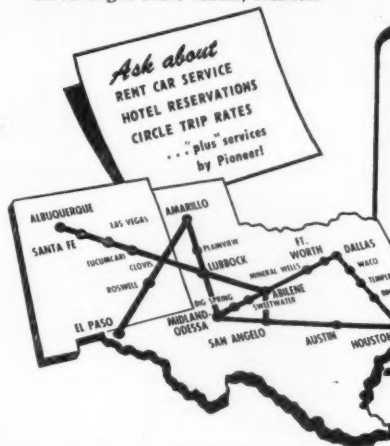 Ask about
RENT CAR SERVICE
HOTEL RESERVATIONS
CIRCLE TRIP RATES
..."plus" services
by Pioneer!
ALBUQUERQUE
LAS VEGAS
AMARILLO
SANTA FE
PLAINVIEW
TUCUMCARI
LUBBOCK
CLOVIS
ROSWELL
FT.
WORTH
DALLAS
MINERAL WELLS
WACO
ABILENE
BIG SPRING
SWEETWATER
EL PASO
MIDLAND-
ODESSA
SAN ANGELO
AUSTIN
HOUSTON